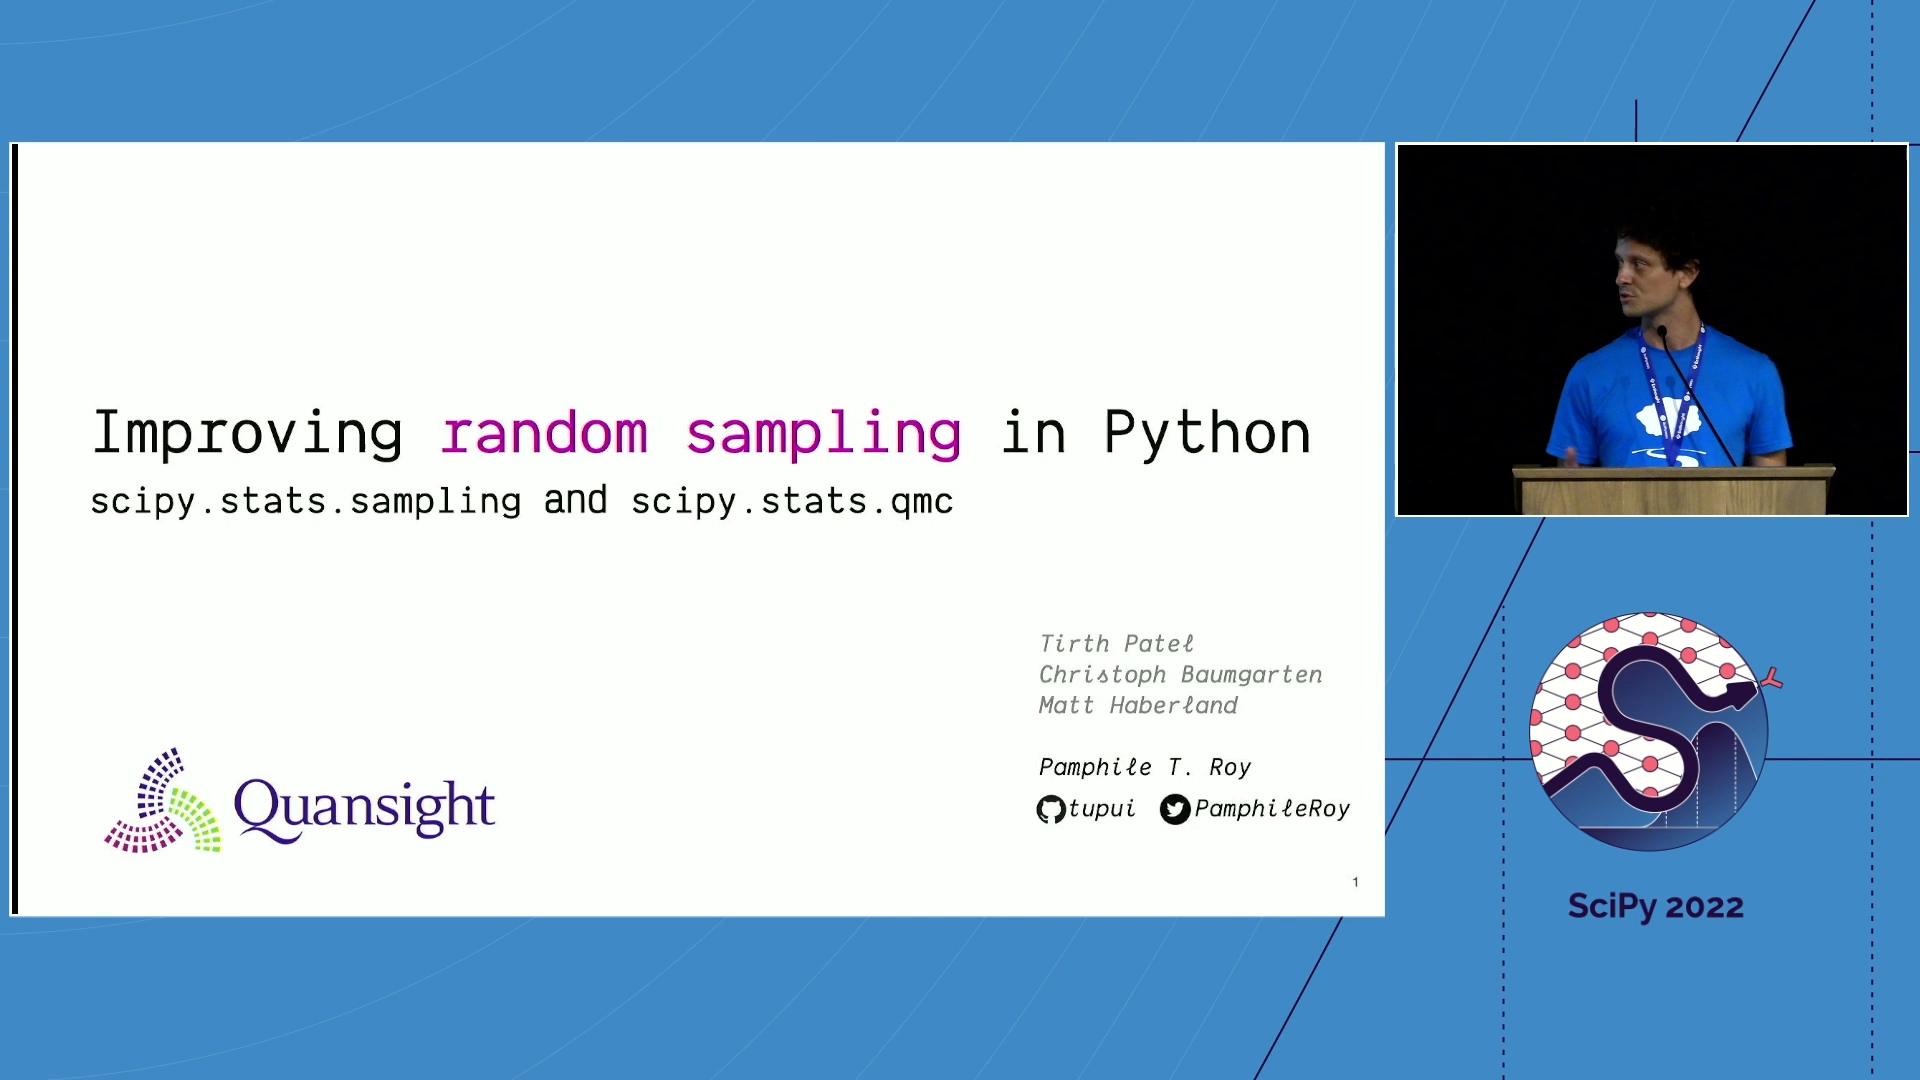 Improving random sampling in Python
scipy.stats.sampling and scipy.stats.qmc
Tirth Patel
Christoph Baumgarten
Matt Haberland
Pamphile T. Roy
tupui PamphileRoy
Quansight
1
SciPy 2022